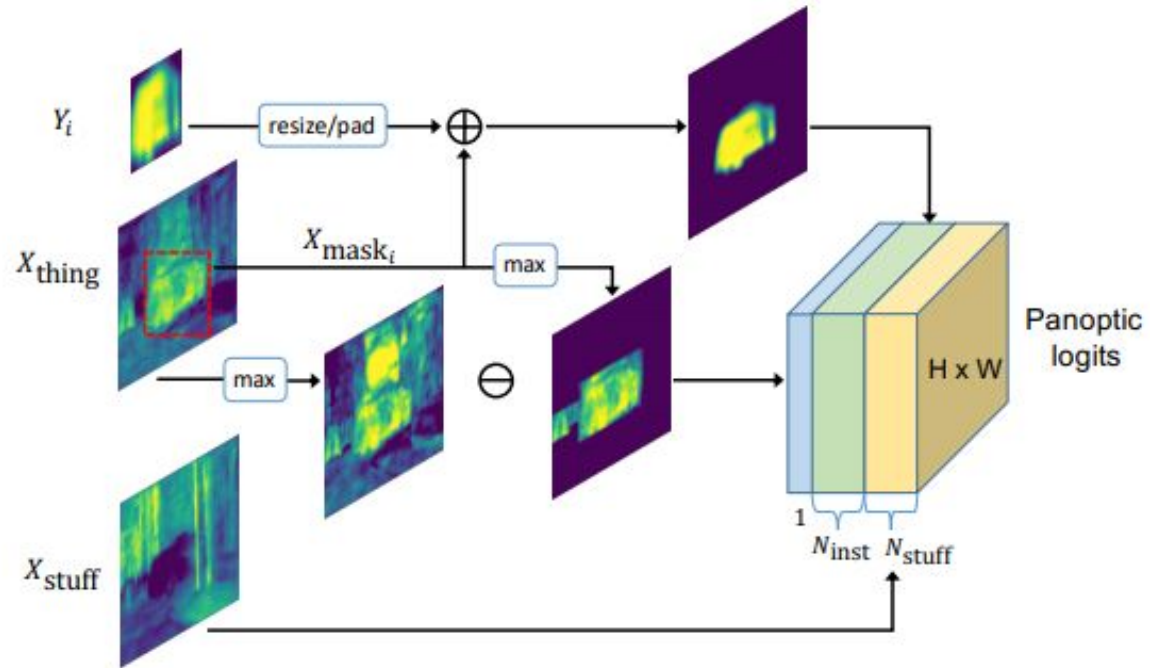 Y_i
resize/pad
⊕
X_thing
X_mask_i
max
max
⊖
X_stuff
H x W
Panoptic
logits
1
N_inst
N_stuff